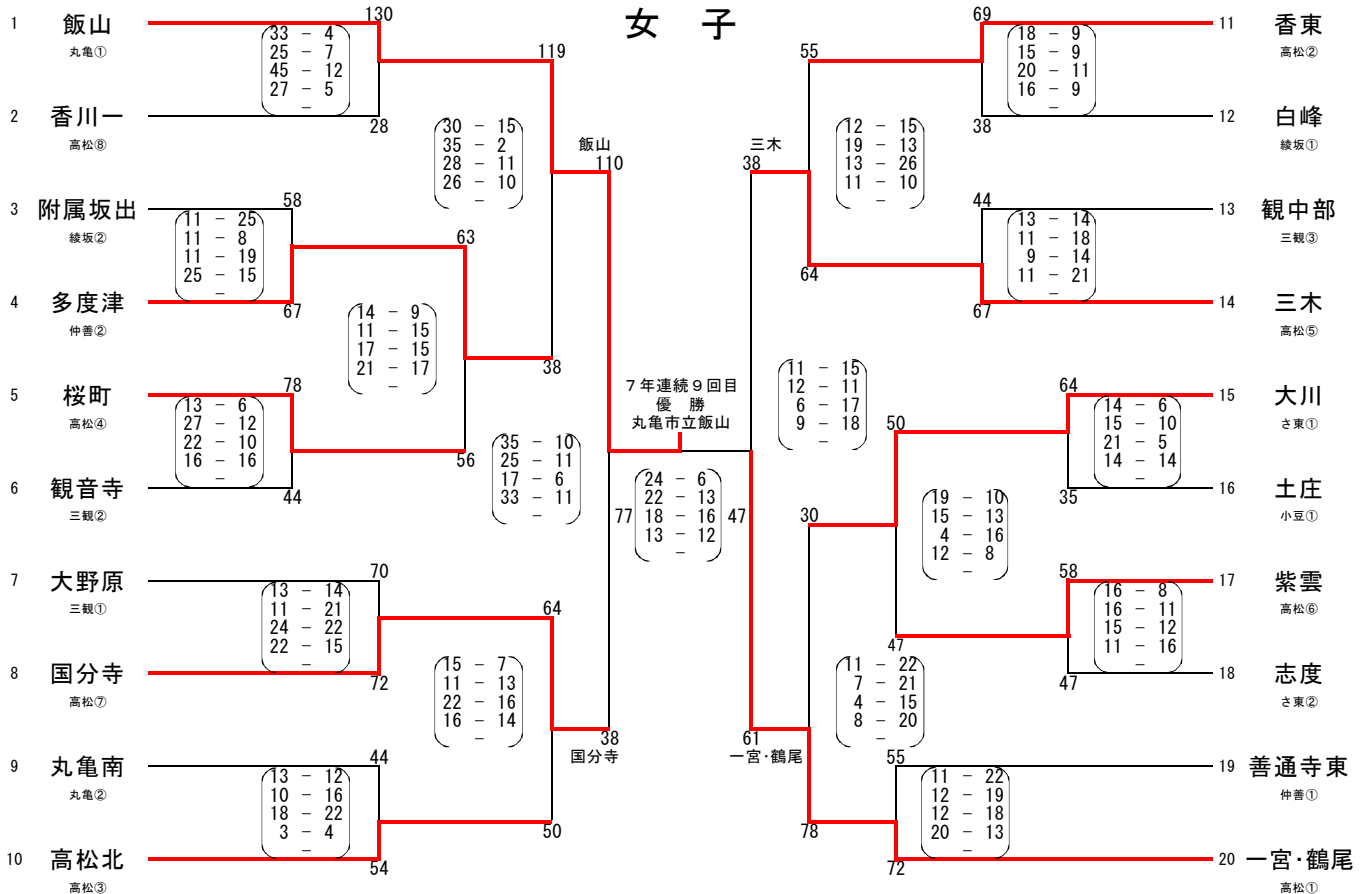 女 子
1 飯山
丸亀①
2 香川一
高松⑧
3 附属坂出
綾坂②
4 多度津
仲善②
5 桜町
高松④
6 観音寺
三観②
7 大野原
三観①
8 国分寺
高松⑦
9 丸亀南
丸亀②
10 高松北
高松③
130
33 － 4
25 － 7
45 － 12
27 － 5
－
28
58
11 － 25
11 － 8
11 － 19
25 － 15
－
67
78
13 － 6
27 － 12
22 － 10
16 － 16
－
44
70
13 － 14
11 － 21
24 － 22
22 － 15
－
72
44
13 － 12
10 － 16
18 － 22
3 － 4
－
54
63
14 － 9
11 － 15
17 － 15
21 － 17
－
56
119
30 － 15
35 － 2
28 － 11
26 － 10
－
38
64
15 － 7
11 － 13
22 － 16
16 － 14
－
50
飯山
110
35 － 10
25 － 11
17 － 6
33 － 11
－
38
国分寺
７年連続９回目
優 勝
丸亀市立飯山
77
24 － 6
22 － 13
18 － 16
13 － 12
－
47
三木
38
11 － 15
12 － 11
6 － 17
9 － 18
－
61
一宮・鶴尾
55
12 － 15
19 － 13
13 － 26
11 － 10
－
64
30
11 － 22
7 － 21
4 － 15
8 － 20
－
78
50
19 － 10
15 － 13
4 － 16
12 － 8
－
47
69
18 － 9
15 － 9
20 － 11
16 － 9
－
38
44
13 － 14
11 － 18
9 － 14
11 － 21
－
67
64
14 － 6
15 － 10
21 － 5
14 － 14
－
35
58
16 － 8
16 － 11
15 － 12
11 － 16
－
47
55
11 － 22
12 － 19
12 － 18
20 － 13
－
72
11 香東
高松②
12 白峰
綾坂①
13 観中部
三観③
14 三木
高松⑤
15 大川
さ東①
16 土庄
小豆①
17 紫雲
高松⑥
18 志度
さ東②
19 善通寺東
仲善①
20 一宮・鶴尾
高松①